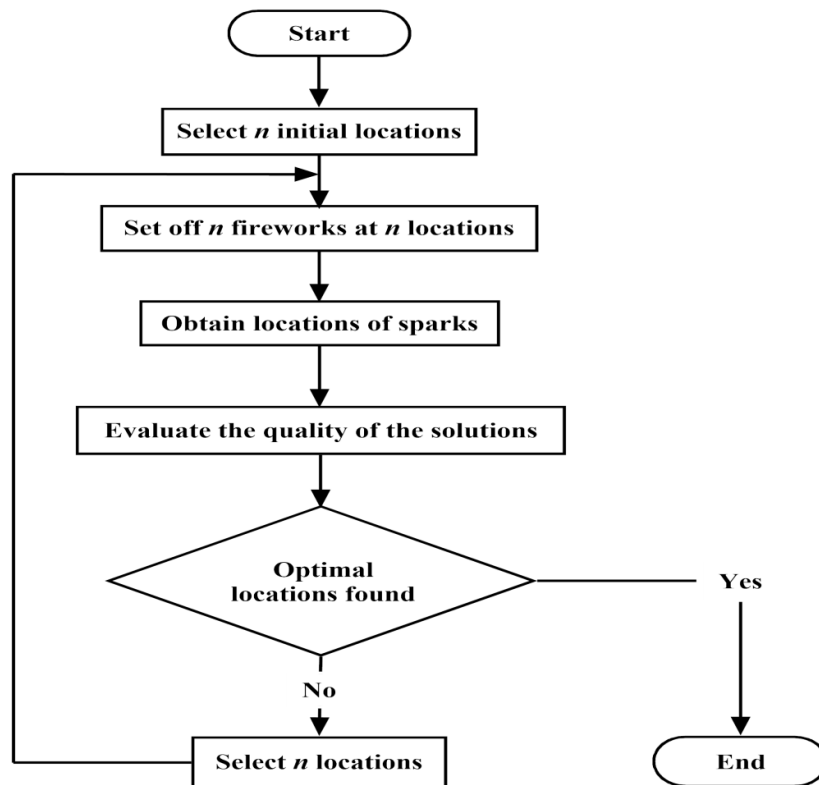 Start
Select n initial locations
Set off n fireworks at n locations
Obtain locations of sparks
Evaluate the quality of the solutions
Optimal
locations found
Yes
No
Select n locations
End